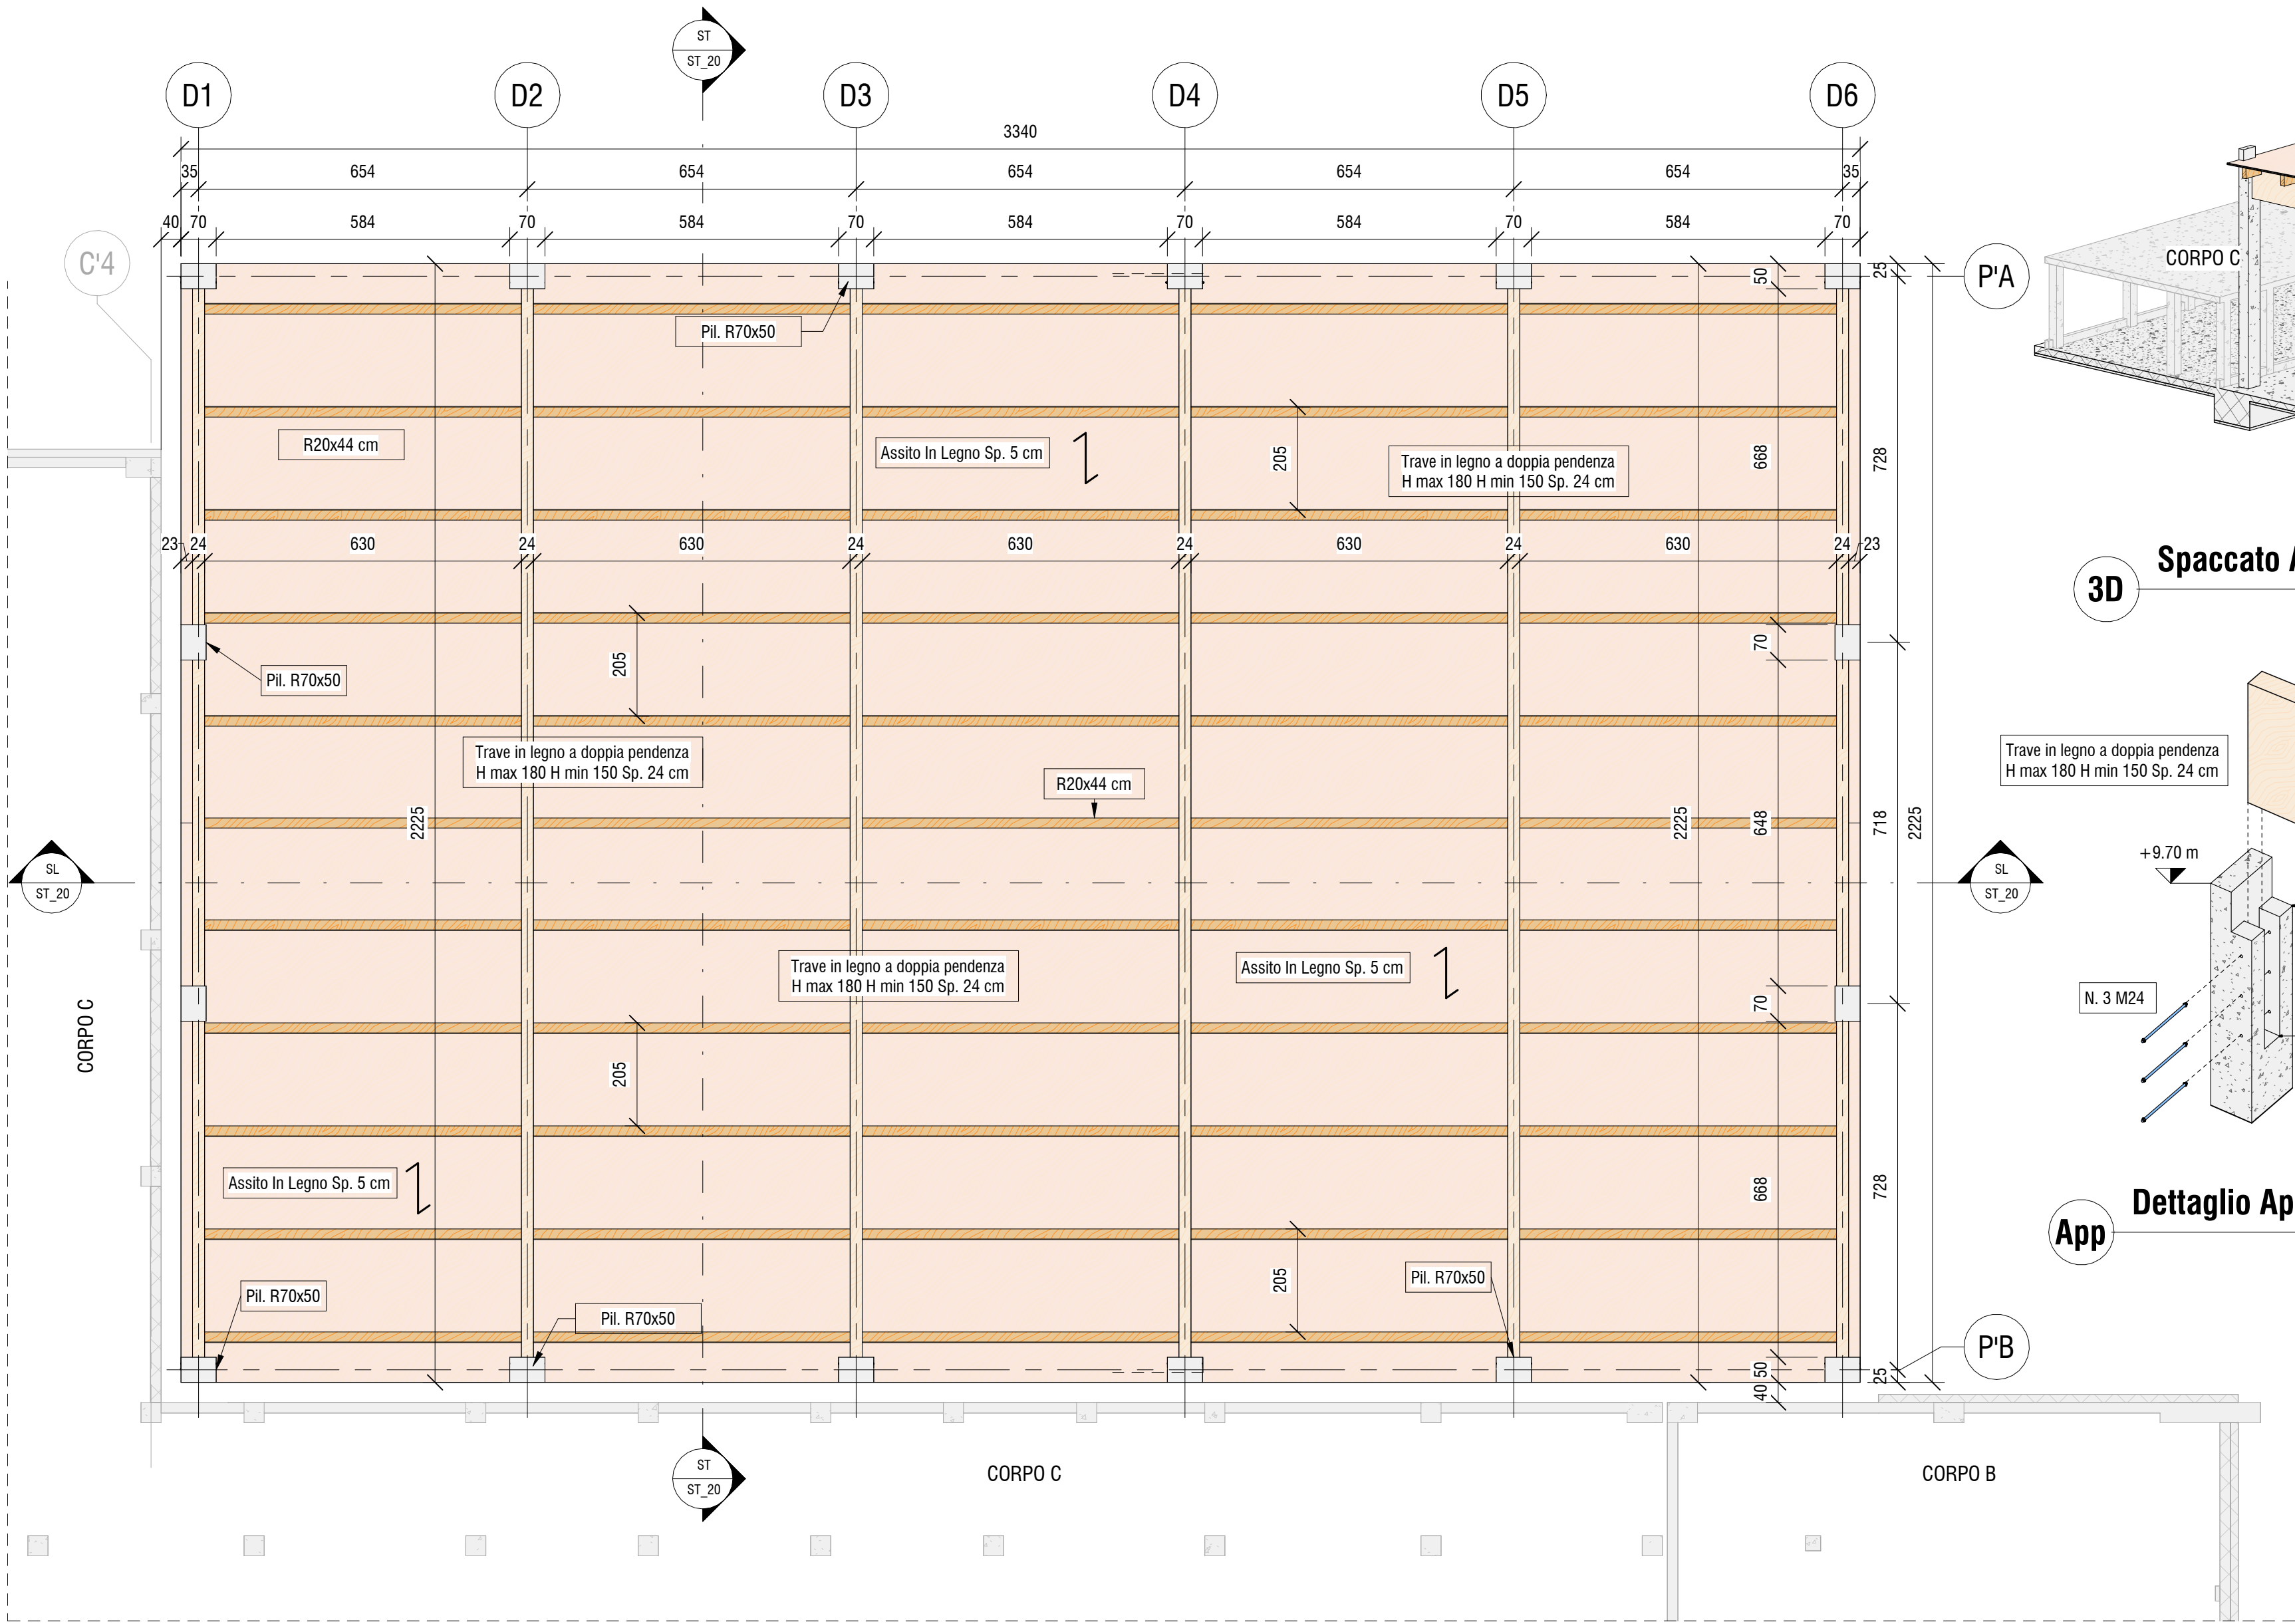 ST
ST_20
D1
D2
D3
D4
D5
D6
3340
35
654
654
654
654
654
35
40
70
584
70
584
70
584
70
584
70
584
70
C'4
P'A
50
25
CORPO C
Pil. R70x50
R20x44 cm
Assito In Legno Sp. 5 cm
205
Trave in legno a doppia pendenza
H max 180 H min 150 Sp. 24 cm
668
728
23
24
630
24
630
24
630
24
630
24
630
24
23
Spaccato A
3D
70
205
Pil. R70x50
Trave in legno a doppia pendenza
H max 180 H min 150 Sp. 24 cm
Trave in legno a doppia pendenza
H max 180 H min 150 Sp. 24 cm
R20x44 cm
2225
2225
648
718
2225
+9.70 m
SL
ST_20
SL
ST_20
Trave in legno a doppia pendenza
H max 180 H min 150 Sp. 24 cm
Assito In Legno Sp. 5 cm
70
N. 3 M24
CORPO C
205
Assito In Legno Sp. 5 cm
668
728
Dettaglio Ap
App
205
Pil. R70x50
Pil. R70x50
Pil. R70x50
P'B
50
25
40
ST
ST_20
CORPO C
CORPO B